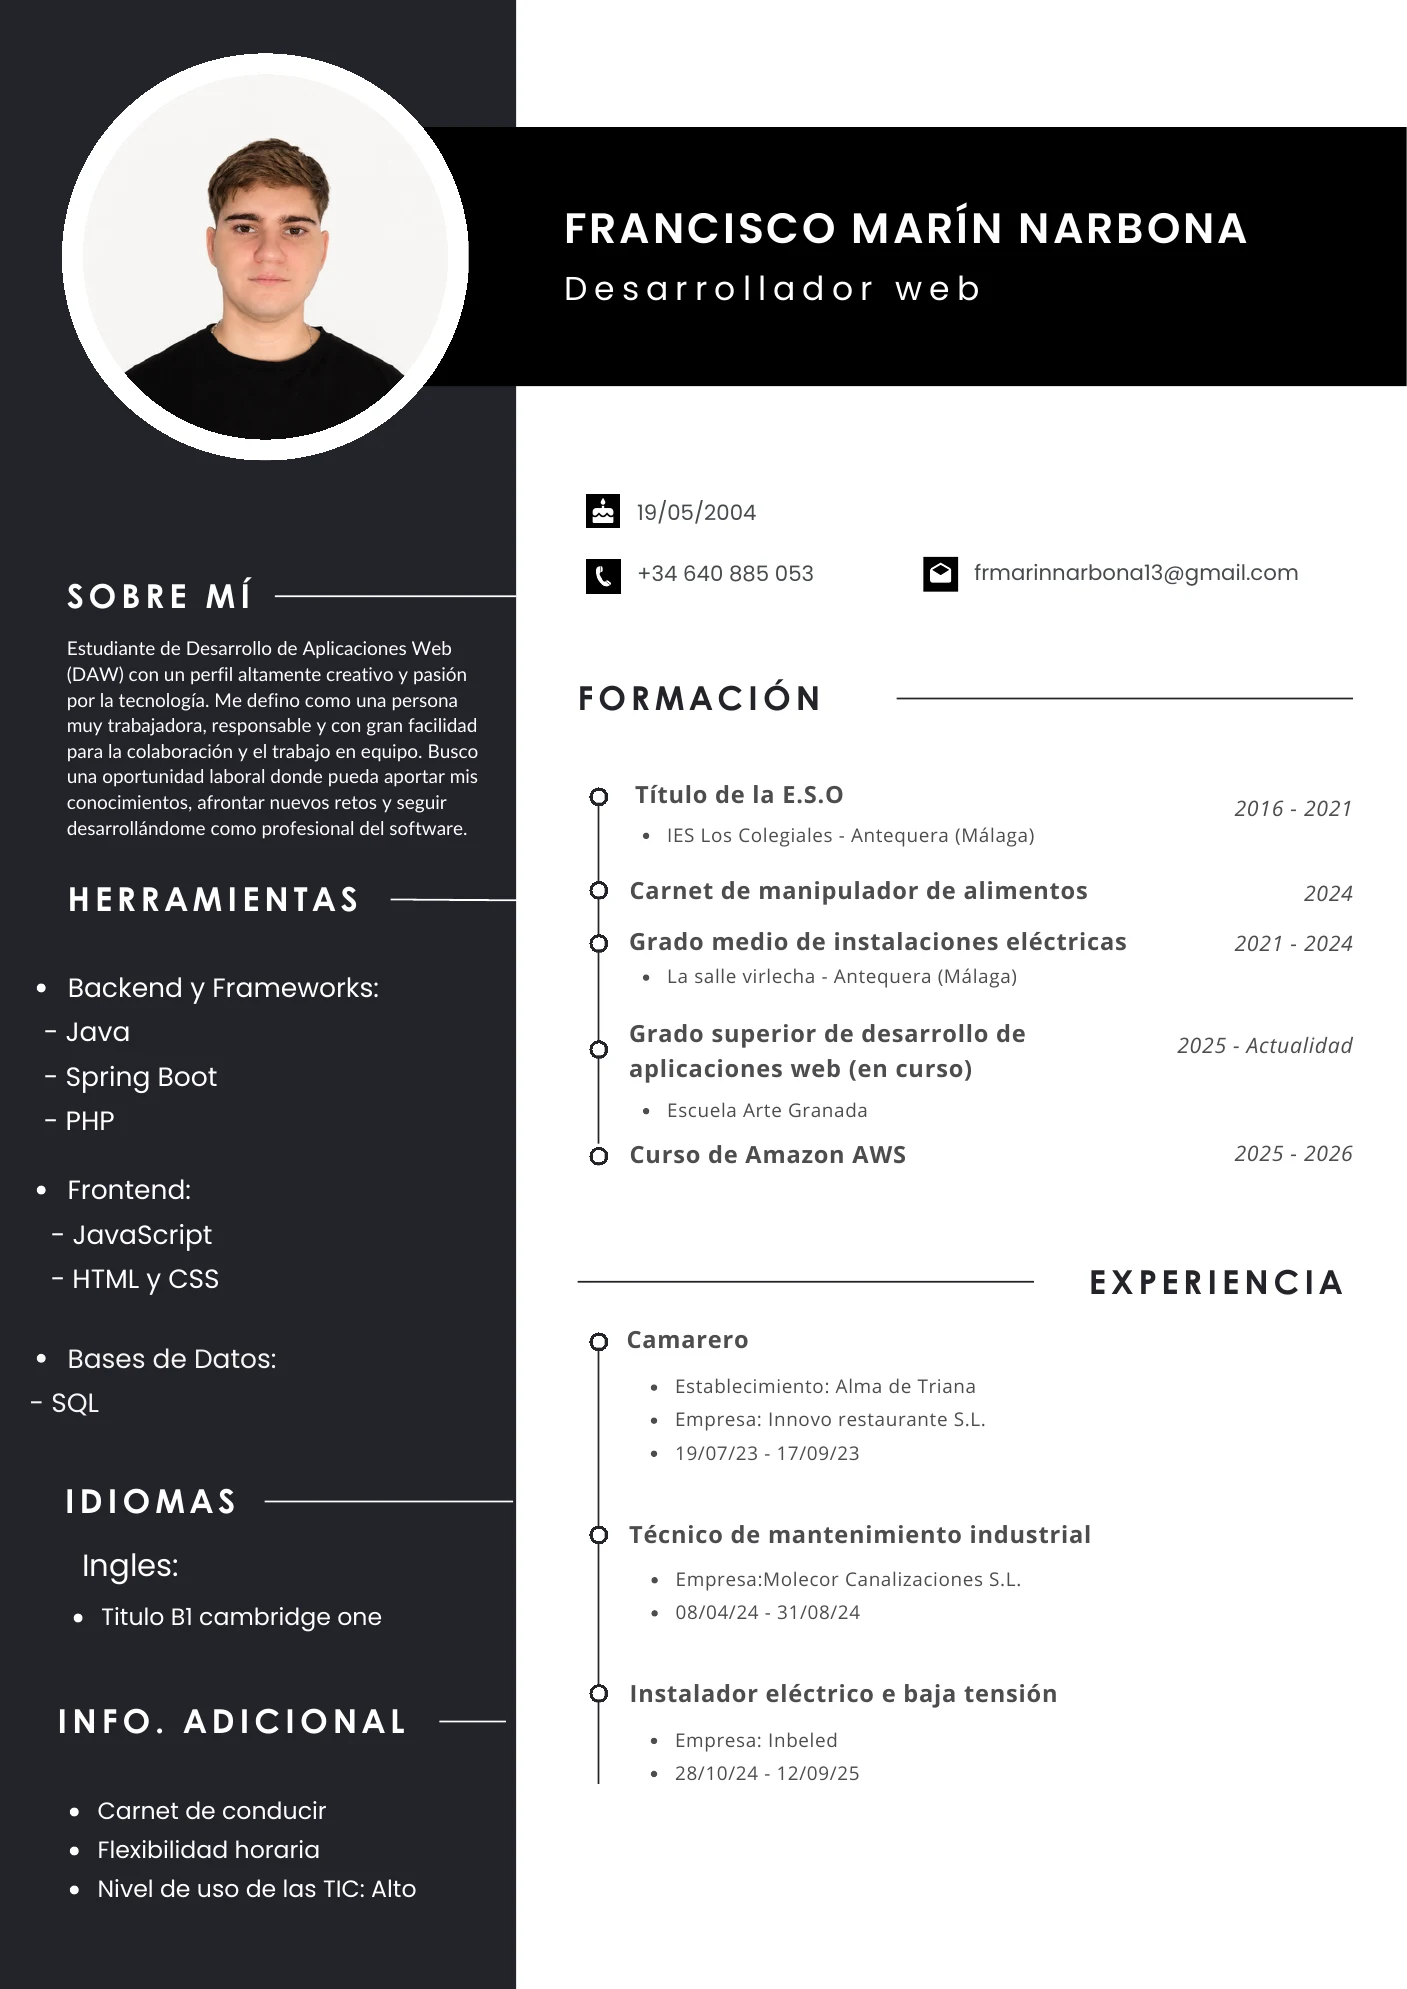 FRANCISCO MARÍN NARBONA
Desarrollador web
19/05/2004
+34 640 885 053
frmarinnarbona13@gmail.com
SOBRE MÍ
Estudiante de Desarrollo de Aplicaciones Web
(DAW) con un perfil altamente creativo y pasión
por la tecnología. Me defino como una persona
muy trabajadora, responsable y con gran facilidad
para la colaboración y el trabajo en equipo. Busco
una oportunidad laboral donde pueda aportar mis
conocimientos, afrontar nuevos retos y seguir
desarrollándome como profesional del software.
HERRAMIENTAS
• Backend y Frameworks:
- Java
- Spring Boot
- PHP
• Frontend:
- JavaScript
- HTML y CSS
• Bases de Datos:
- SQL
IDIOMAS
Ingles:
• Titulo B1 cambridge one
INFO. ADICIONAL
• Carnet de conducir
• Flexibilidad horaria
• Nivel de uso de las TIC: Alto
FORMACIÓN
Título de la E.S.O
2016 - 2021
• IES Los Colegiales - Antequera (Málaga)
Carnet de manipulador de alimentos
2024
Grado medio de instalaciones eléctricas
2021 - 2024
• La salle virlecha - Antequera (Málaga)
Grado superior de desarrollo de
aplicaciones web (en curso)
2025 - Actualidad
• Escuela Arte Granada
Curso de Amazon AWS
2025 - 2026
EXPERIENCIA
Camarero
• Establecimiento: Alma de Triana
• Empresa: Innovo restaurante S.L.
• 19/07/23 - 17/09/23
Técnico de mantenimiento industrial
• Empresa:Molecor Canalizaciones S.L.
• 08/04/24 - 31/08/24
Instalador eléctrico e baja tensión
• Empresa: Inbeled
• 28/10/24 - 12/09/25